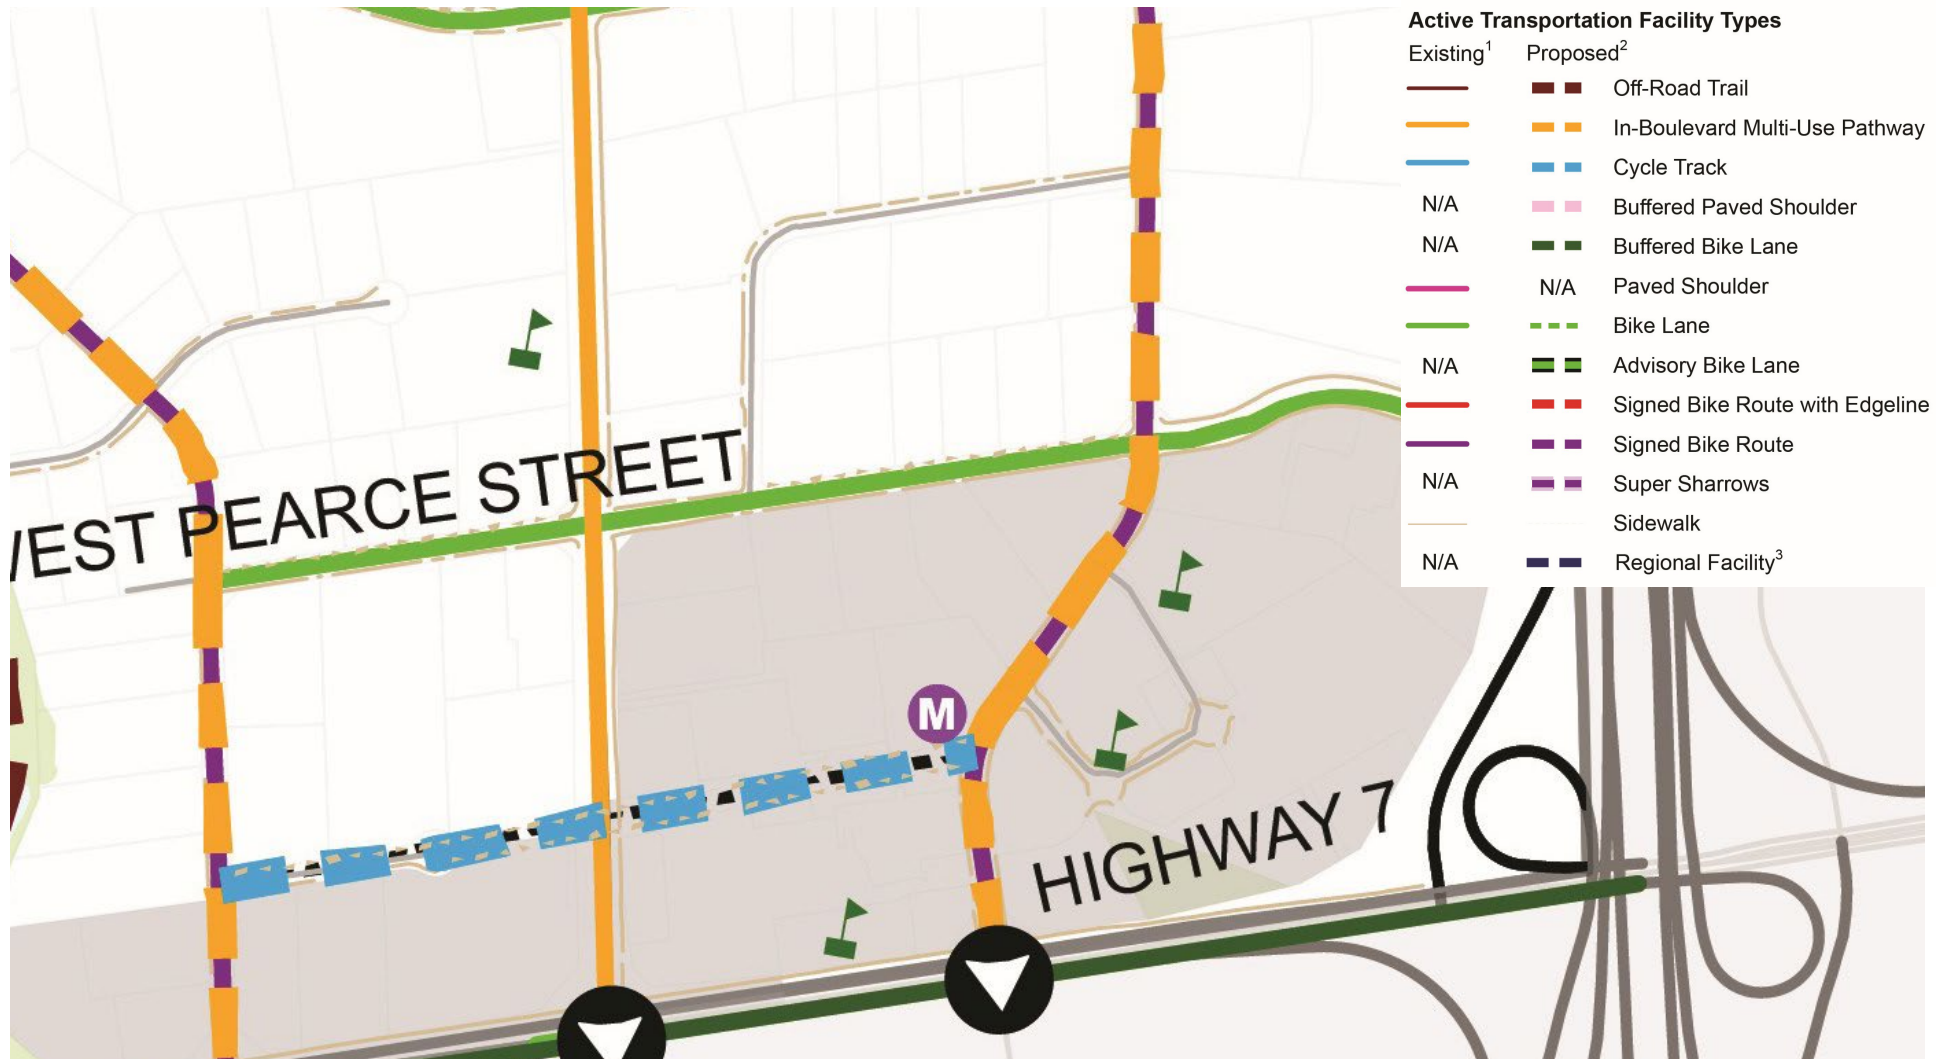 Active Transportation Facility Types
Existing1 Proposed2
Off-Road Trail
In-Boulevard Multi-Use Pathway
Cycle Track
N/A Buffered Paved Shoulder
N/A Buffered Bike Lane
N/A Paved Shoulder
Bike Lane
N/A Advisory Bike Lane
Signed Bike Route with Edgeline
Signed Bike Route
N/A Super Sharrows
Sidewalk
N/A Regional Facility3
PEARCE STREET
M
HIGHWAY 7